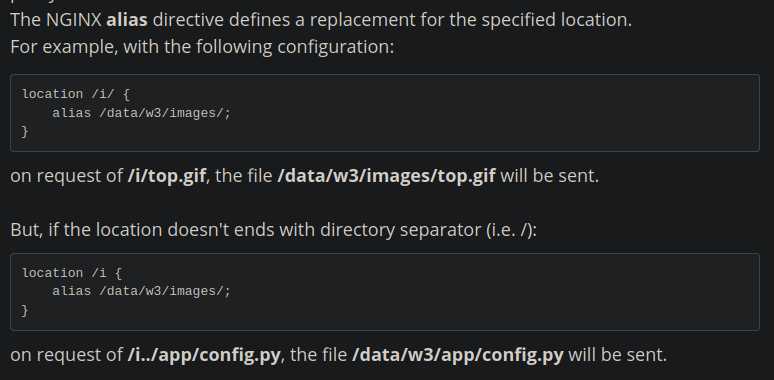 The NGINX alias directive defines a replacement for the specified location.
For example, with the following configuration:
location /i/ {
    alias /data/w3/images/;
}
on request of /i/top.gif, the file /data/w3/images/top.gif will be sent.
But, if the location doesn't ends with directory separator (i.e. /):
location /i {
    alias /data/w3/images/;
}
on request of /i../app/config.py, the file /data/w3/app/config.py will be sent.